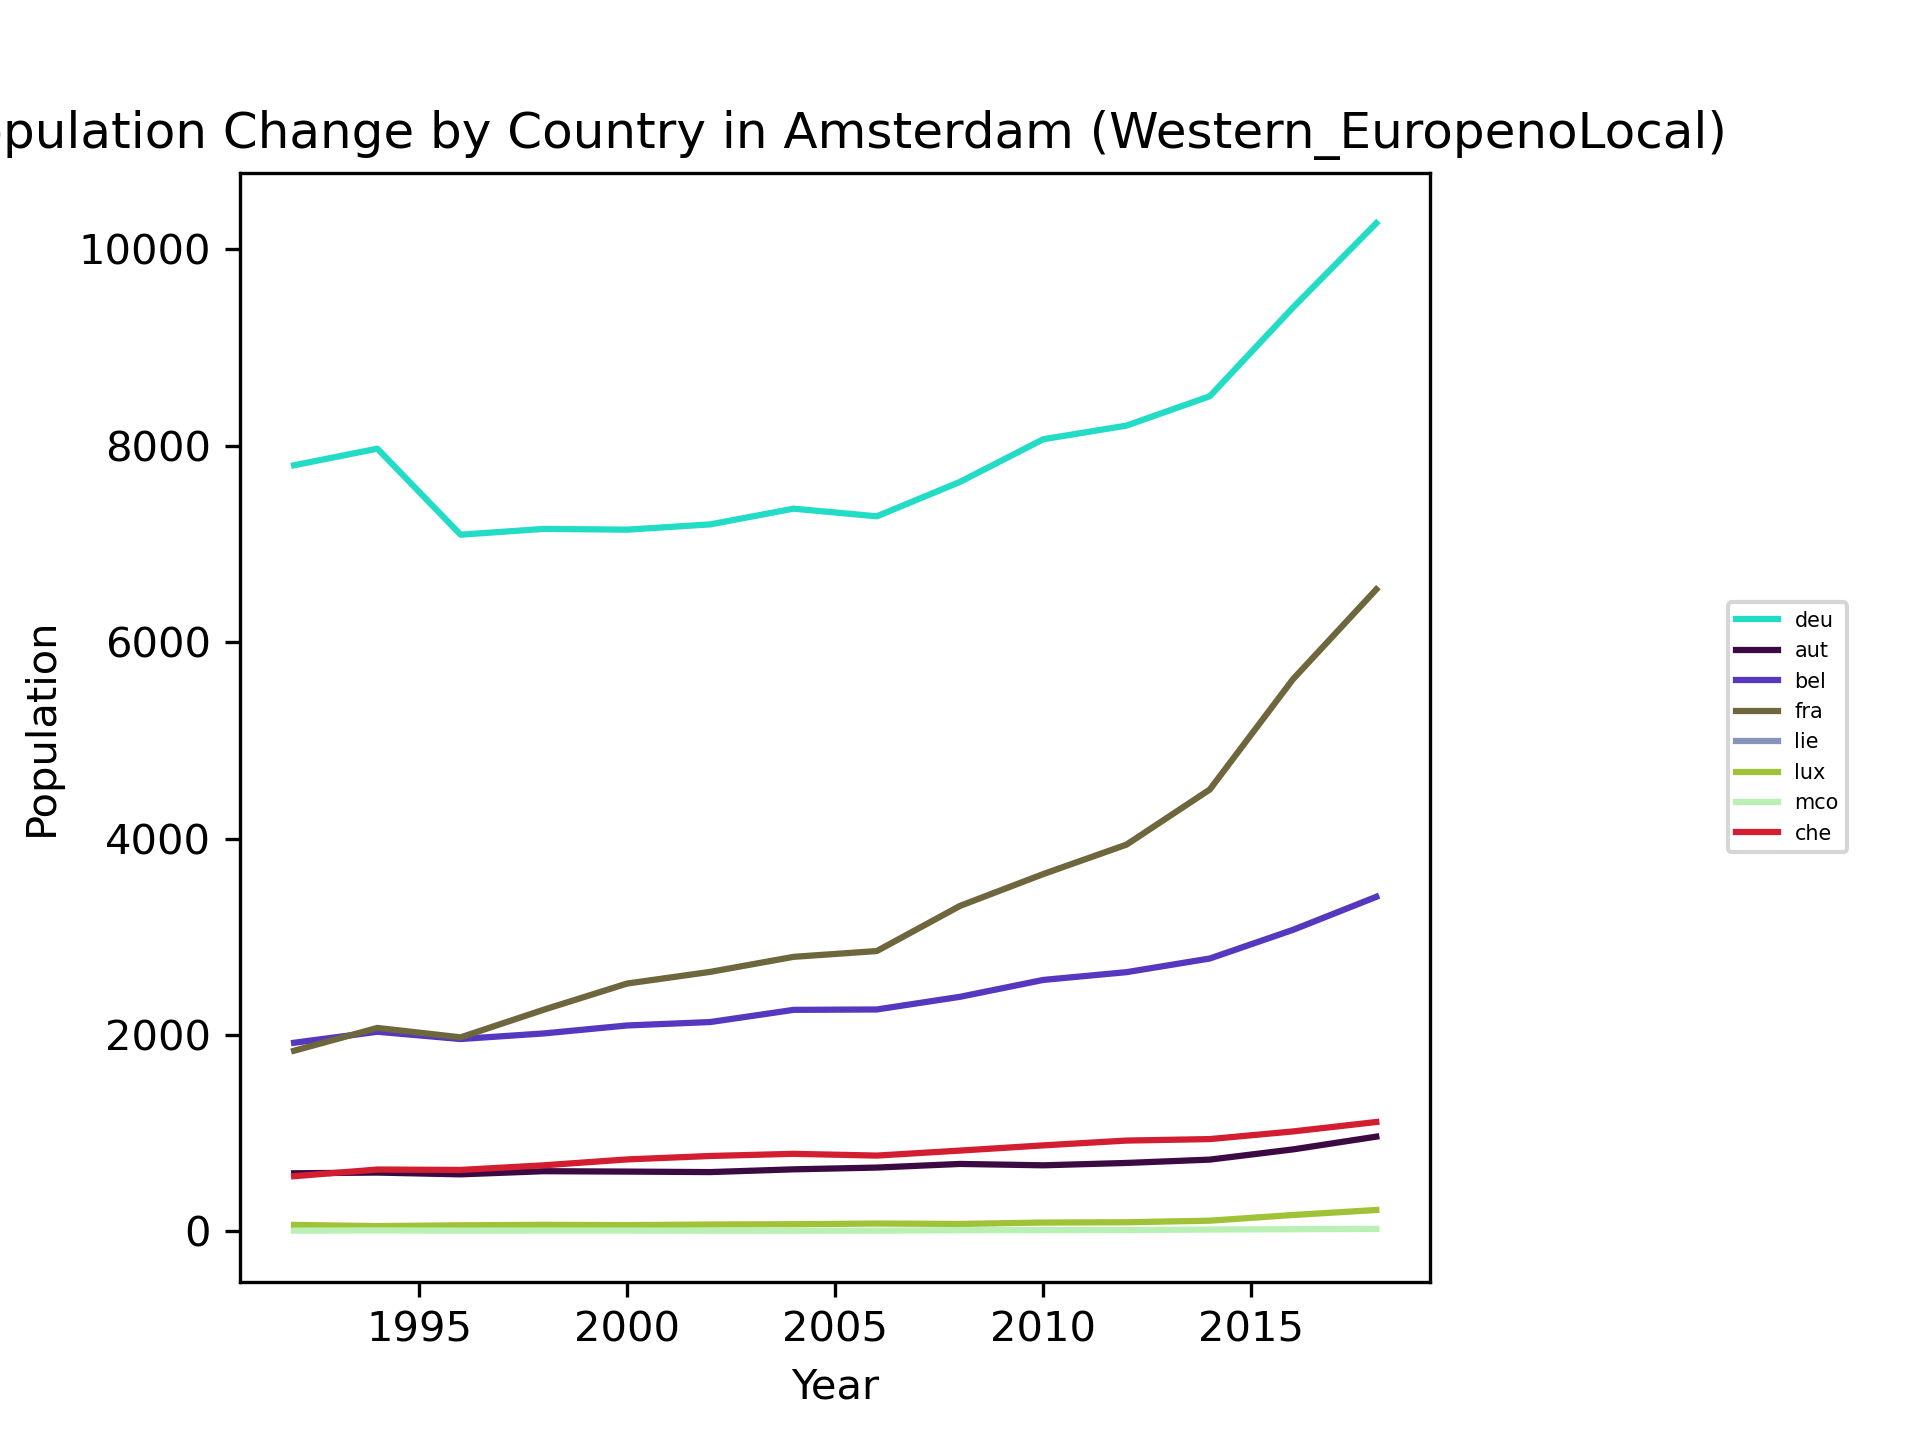 pulation Change by Country in Amsterdam (Western_EuropenoLocal)
10000
8000
6000
4000
2000
0
Population
1995 2000 2005 2010 2015
Year
deu
aut
bel
fra
lie
lux
mco
che